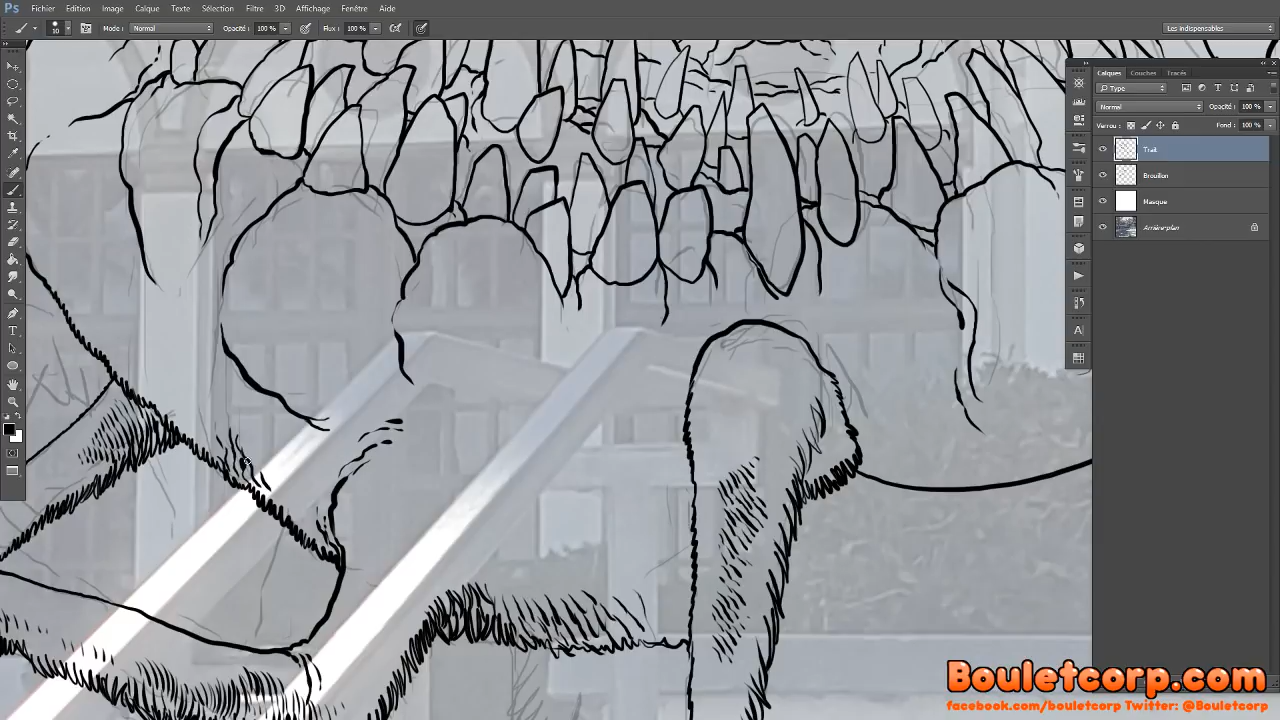 Ps Fichier Edition Image Calque Texte Sélection Filtre 3D Affichage Fenêtre Aide
10 Mode : Normal Opacité : 100 % Flux : 100 % Les indispensables
Calques Couches Tracés
Type
Normal Opacité : 100 %
Verrou : Fond : 100 %
Trait
Brouillon
Masque
Arrière-plan
Bouletcorp.com
facebook.com/bouletcorp Twitter: @Bouletcorp